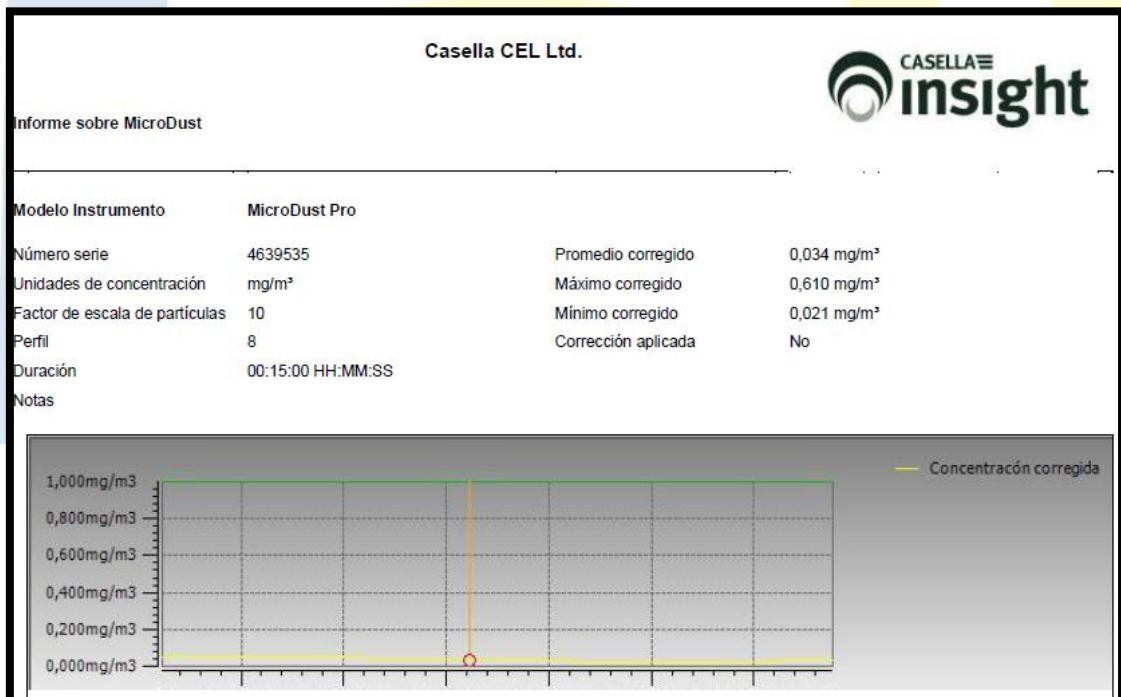 Casella CEL Ltd.
CASELLA
insight
Informe sobre MicroDust
Modelo Instrumento MicroDust Pro
Número serie 4639535 Promedio corregido 0,034 mg/m³
Unidades de concentración mg/m³ Máximo corregido 0,610 mg/m³
Factor de escala de partículas 10 Mínimo corregido 0,021 mg/m³
Perfil 8 Corrección aplicada No
Duración 00:15:00 HH:MM:SS
Notas
Concentracón corregida
1,000mg/m3
0,800mg/m3
0,600mg/m3
0,400mg/m3
0,200mg/m3
0,000mg/m3